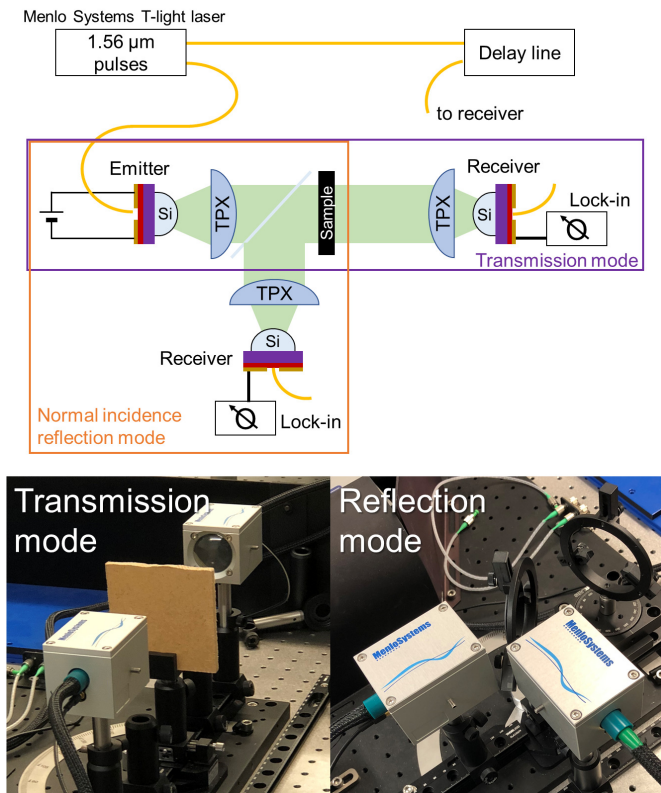 Menlo Systems T-light laser
1.56 µm
pulses
Delay line
to receiver
Emitter
Receiver
Si
TPX
Sample
TPX
Si
Lock-in
Transmission mode
TPX
Si
Receiver
Lock-in
Normal incidence
reflection mode
Transmission
mode
Reflection
mode
MenloSystems
MenloSystems
MenloSystems